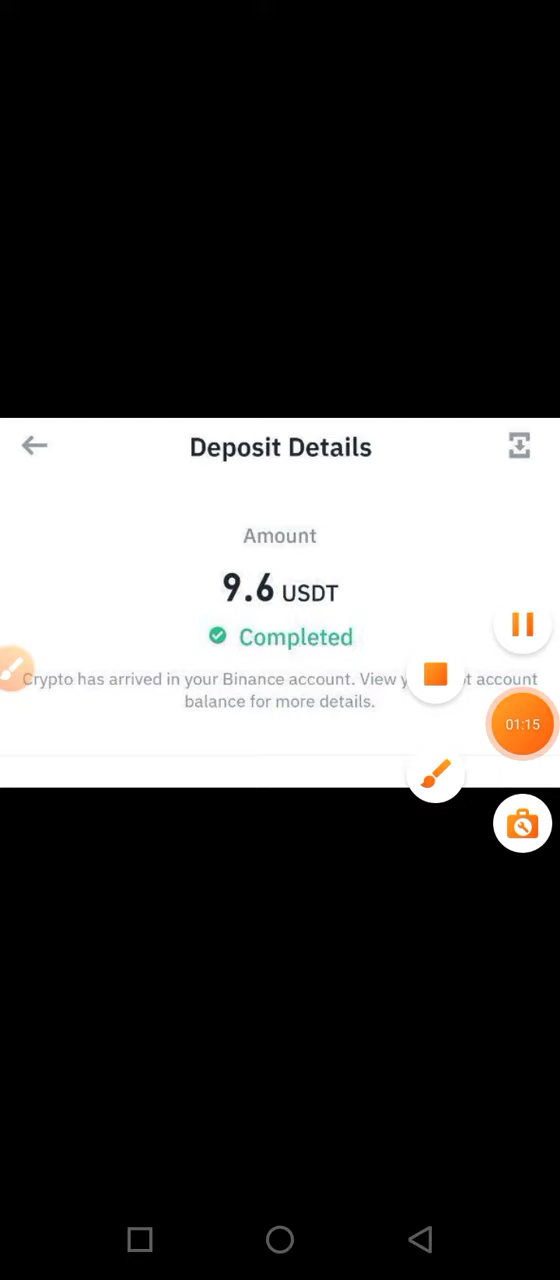 Deposit Details
Amount
9.6 USDT
Completed
Crypto has arrived in your Binance account. View account
balance for more details.
01:15